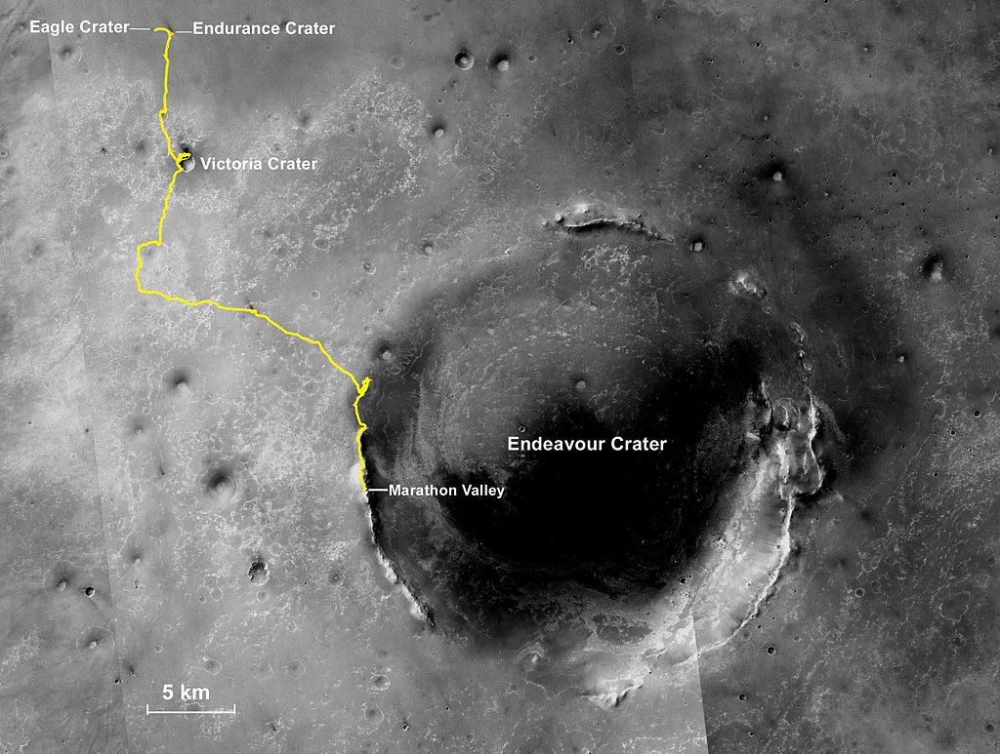 Eagle Crater
Endurance Crater
Victoria Crater
Endeavour Crater
Marathon Valley
5 km